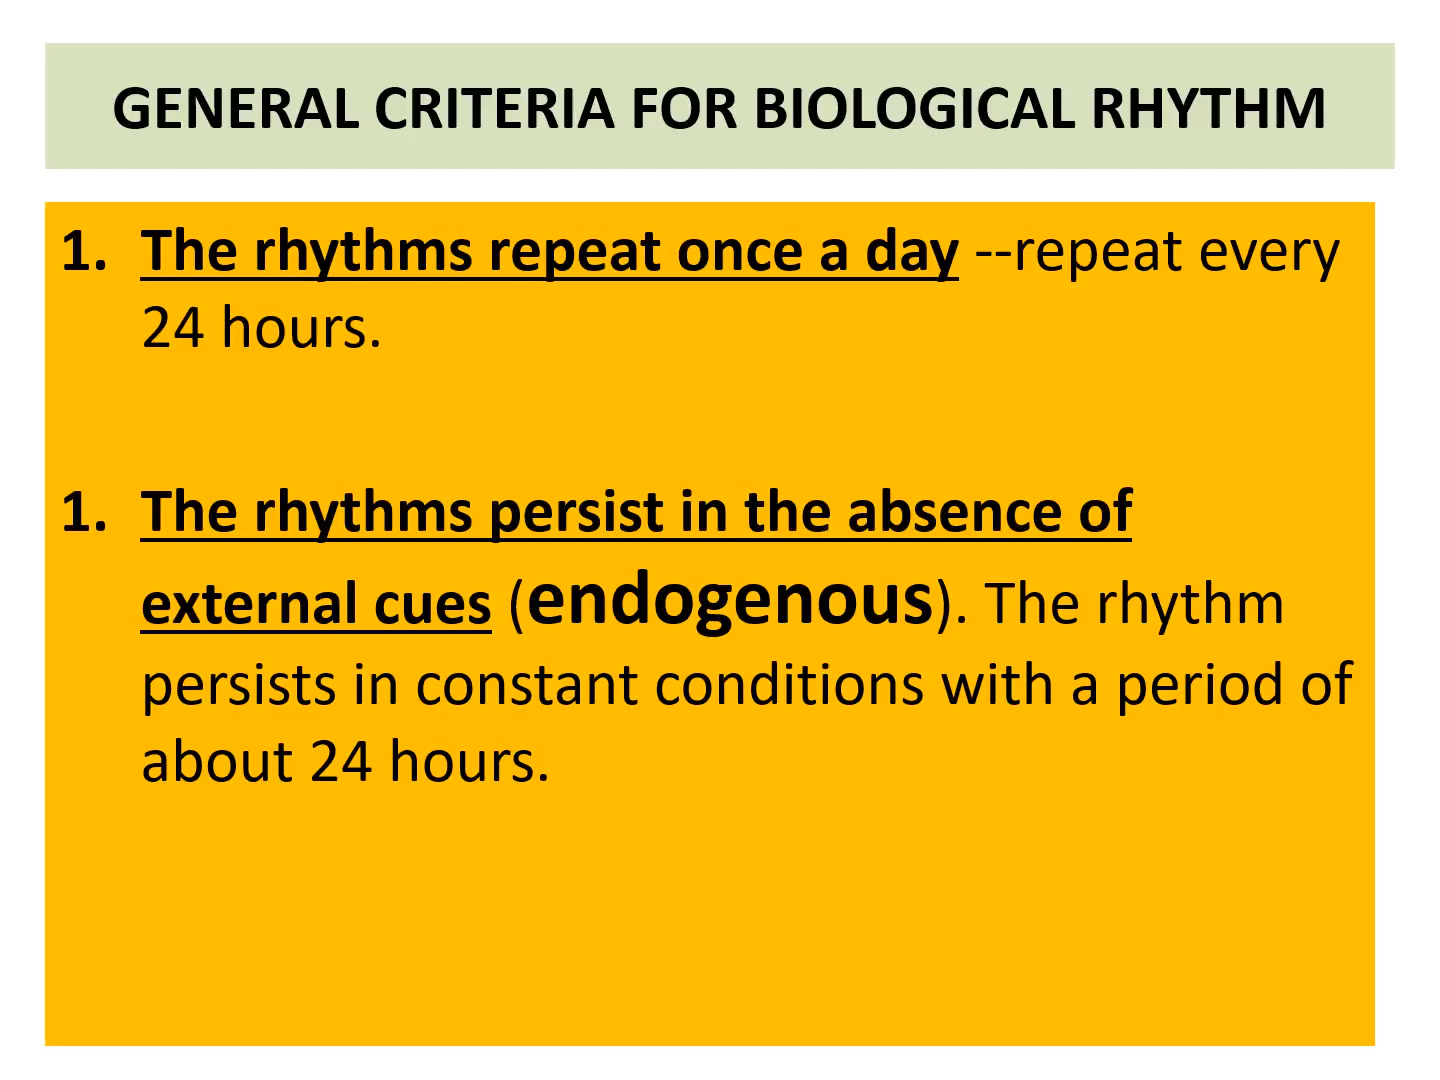 GENERAL CRITERIA FOR BIOLOGICAL RHYTHM
1. The rhythms repeat once a day --repeat every
24 hours.
1. The rhythms persist in the absence of
external cues (endogenous). The rhythm
persists in constant conditions with a period of
about 24 hours.